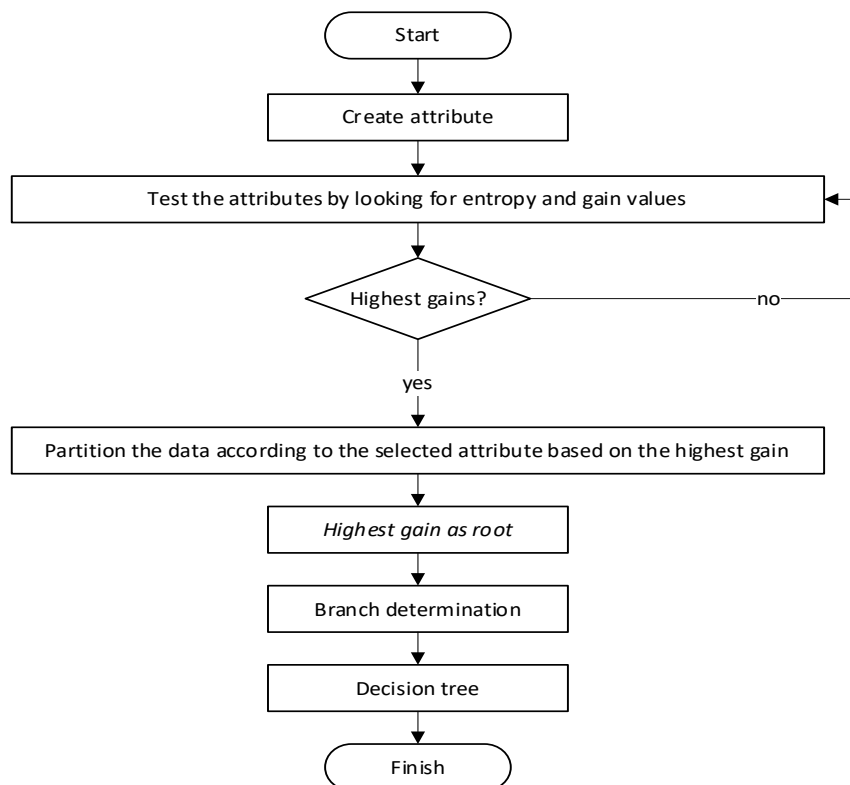 Start
Create attribute
Test the attributes by looking for entropy and gain values
Highest gains?
no
yes
Partition the data according to the selected attribute based on the highest gain
Highest gain as root
Branch determination
Decision tree
Finish